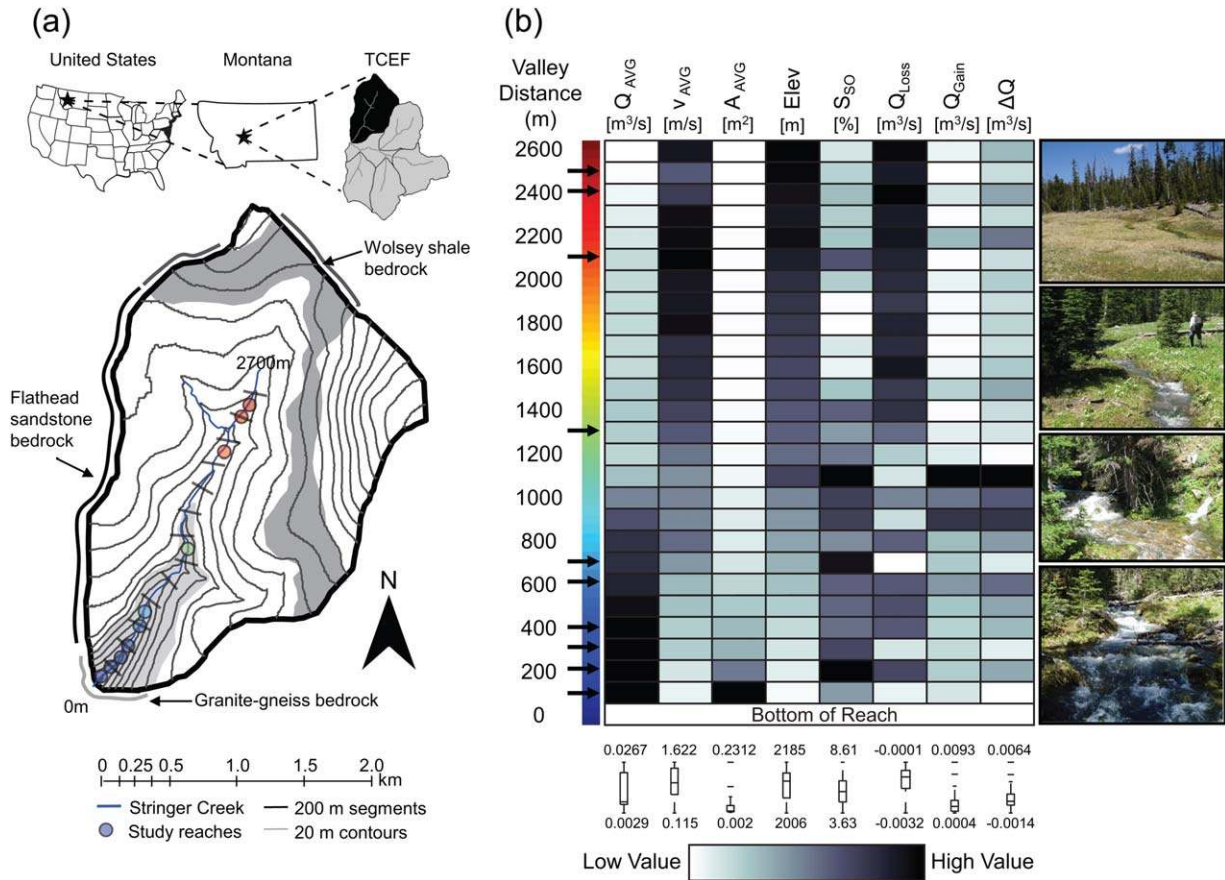 (a)
United States
Montana
TCEF
Wolsey shale
bedrock
2700m
Flathead
sandstone
bedrock
N
0m
Granite-gneiss bedrock
0 0.25 0.5 1.0 1.5 2.0
km
Stringer Creek
200 m segments
Study reaches
20 m contours
(b)
Valley
Distance
(m)
Q AVG
[m³/s]
v AVG
[m/s]
A AVG
[m²]
Elev
[m]
S SO
[%]
Q Loss
[m³/s]
Q Gain
[m³/s]
ΔQ
[m³/s]
2600
2400
2200
2000
1800
1600
1400
1200
1000
800
600
400
200
0
Bottom of Reach
0.0267 1.622 0.2312 2185 8.61 -0.0001 0.0093 0.0064
0.0029 0.115 0.002 2006 3.63 -0.0032 0.0004 -0.0014
Low Value
High Value